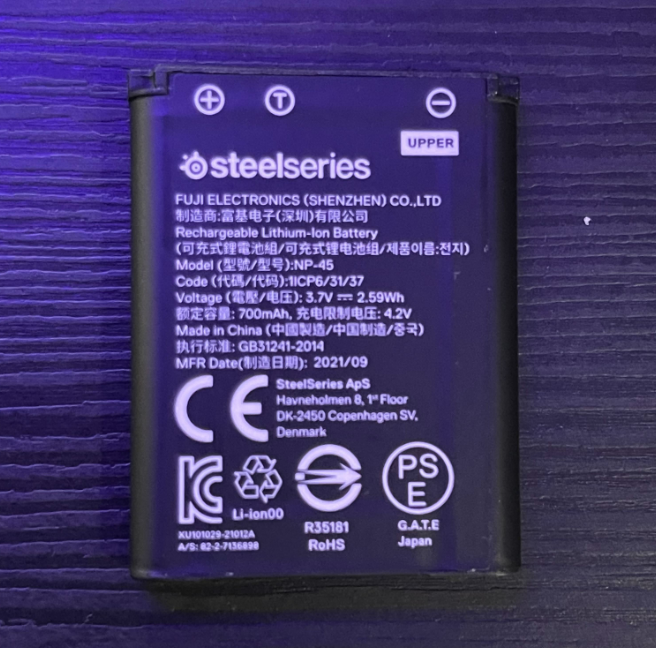 + T −
UPPER
steelseries
FUJI ELECTRONICS (SHENZHEN) CO.,LTD
制造商:富基电子(深圳)有限公司
Rechargeable Lithium-Ion Battery
(可充式鋰電池組/可充式锂电池组/제품이름:전지)
Model (型號/型号):NP-45
Code (代碼/代码):1ICP6/31/37
Voltage (電壓/电压): 3.7V ⎓ 2.59Wh
额定容量: 700mAh, 充电限制电压: 4.2V
Made in China (中國製造/中国制造/중국)
执行标准: GB31241-2014
MFR Date(制造日期): 2021/09
CE
SteelSeries ApS
Havneholmen 8, 1st Floor
DK-2450 Copenhagen SV,
Denmark
KC
Li-ion00
PS
E
XU101029-21012A
A/S: 82-2-7136898
R35181
RoHS
G.A.T.E
Japan